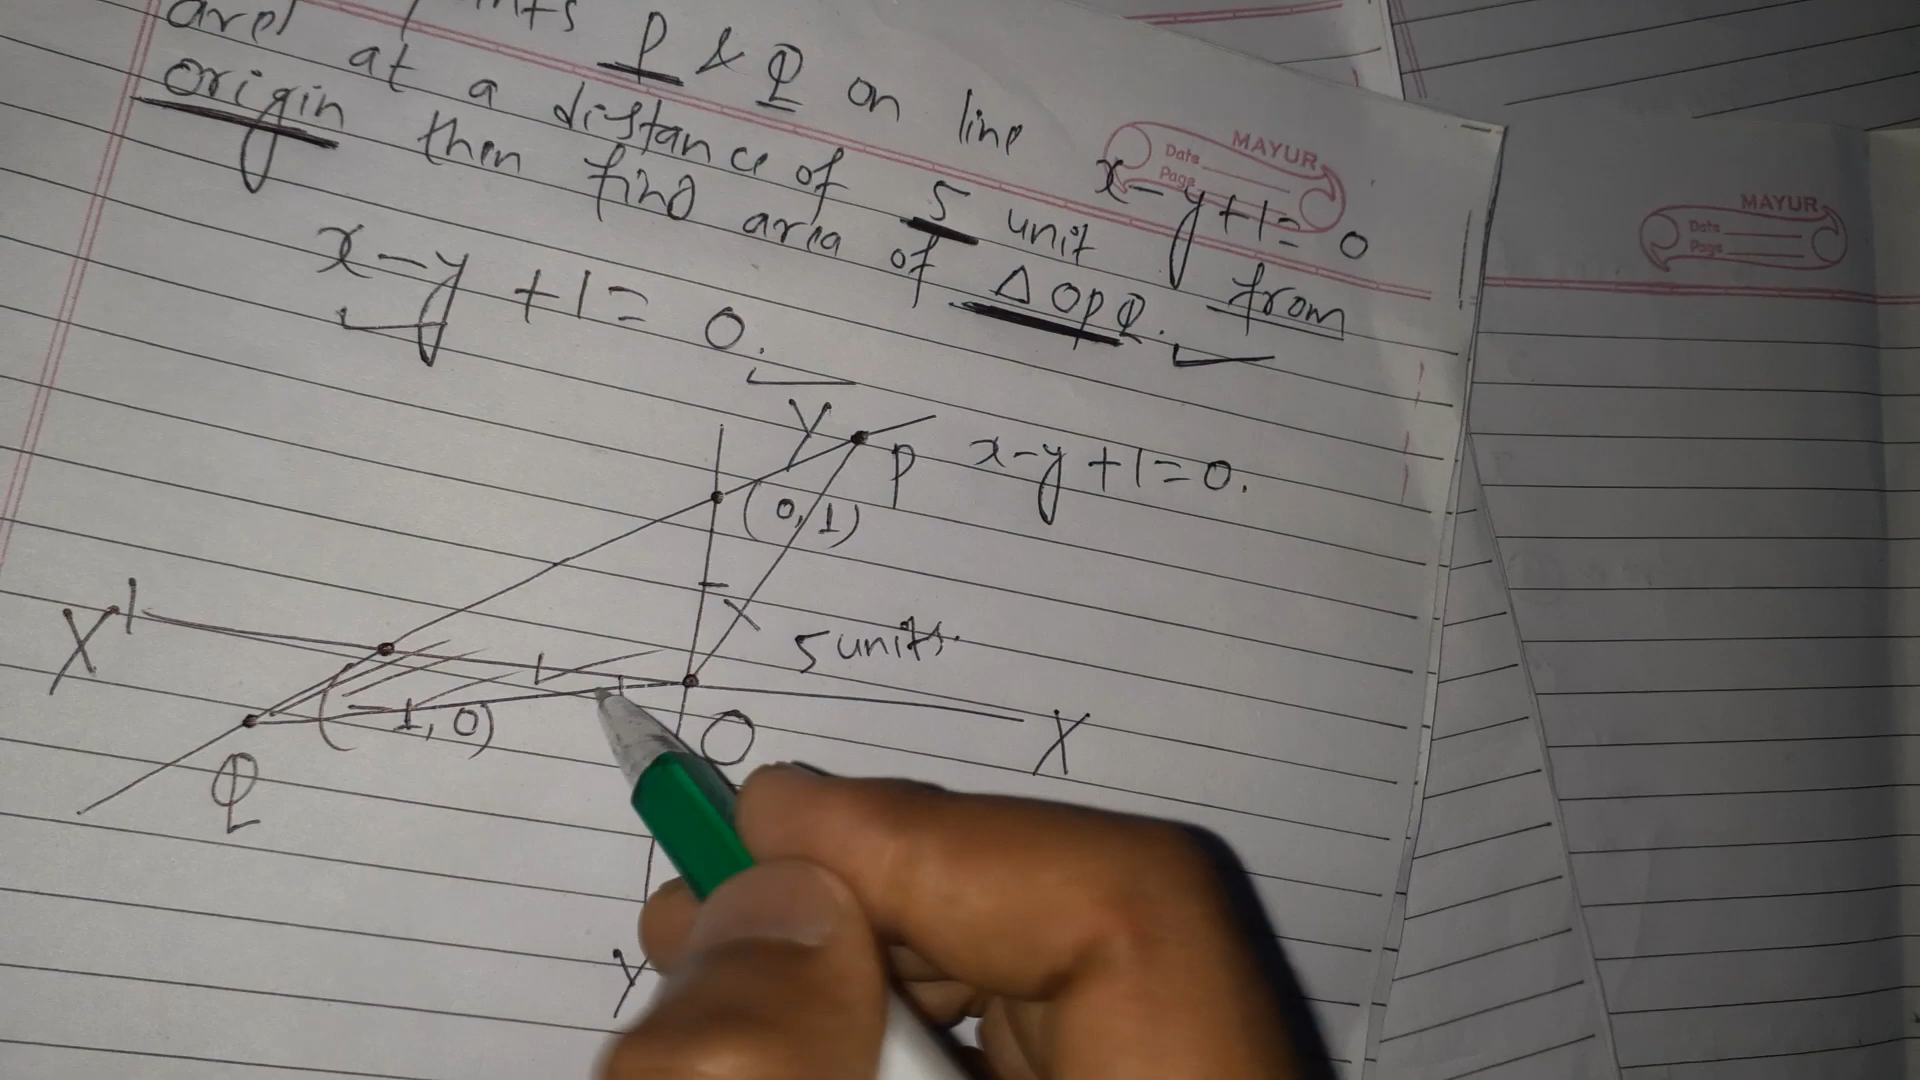 P & Q on line x-y+1=0
are at a distance of 5 unit from
origin then find area of Δ OPQ.
x-y+1=0.
Y
P x-y+1=0.
(0,1)
X'
5 units.
(-1,0)
O
X
Q
Y
MAYUR
Date
Page
MAYUR
Date
Page